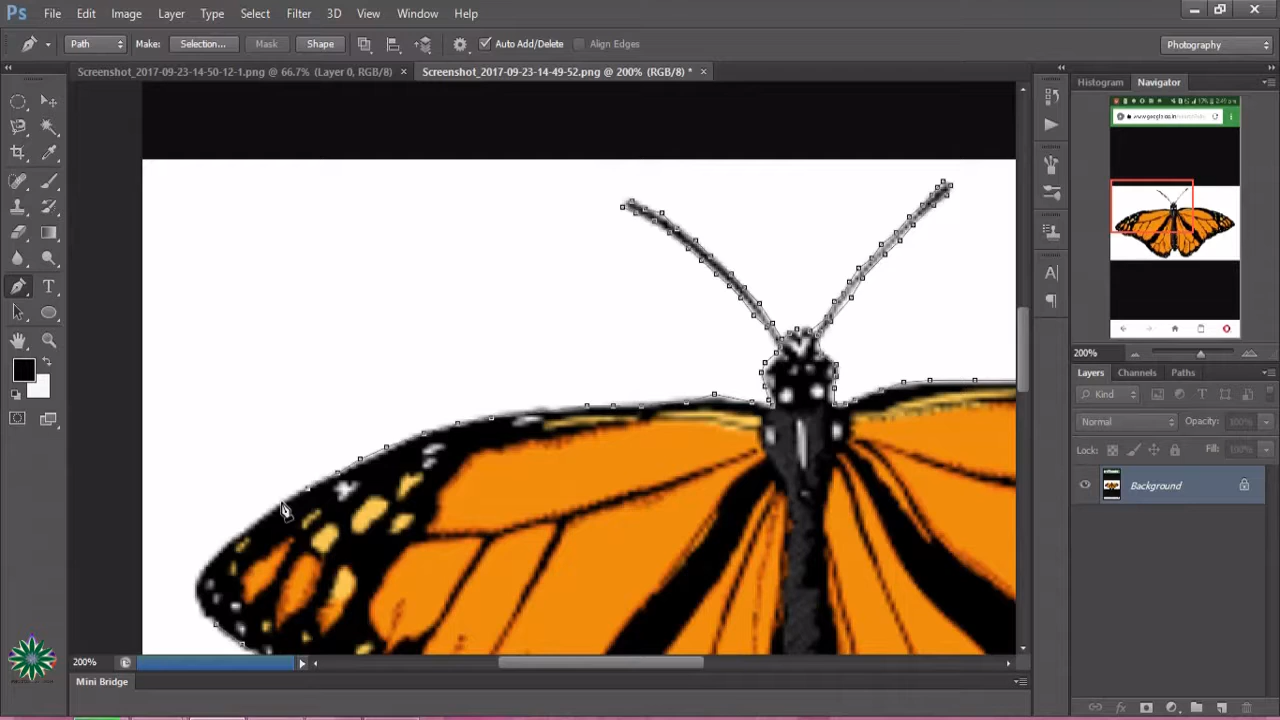 Ps File Edit Image Layer Type Select Filter 3D View Window Help
Path Make: Selection... Mask Shape Auto Add/Delete Align Edges Photography
Screenshot_2017-09-23-14-50-12-1.png @ 66.7% (Layer 0, RGB/8) × Screenshot_2017-09-23-14-49-52.png @ 200% (RGB/8) * ×
Histogram Navigator
200%
Layers Channels Paths
Kind
Normal Opacity: 100%
Lock: Fill: 100%
Background
200%
Mini Bridge